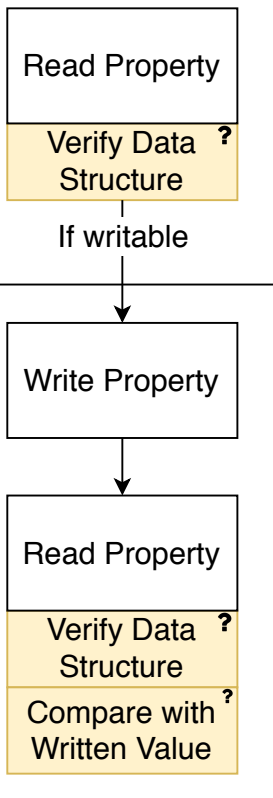 Read Property
Verify Data ?
Structure
If writable
Write Property
Read Property
Verify Data ?
Structure
Compare with ?
Written Value